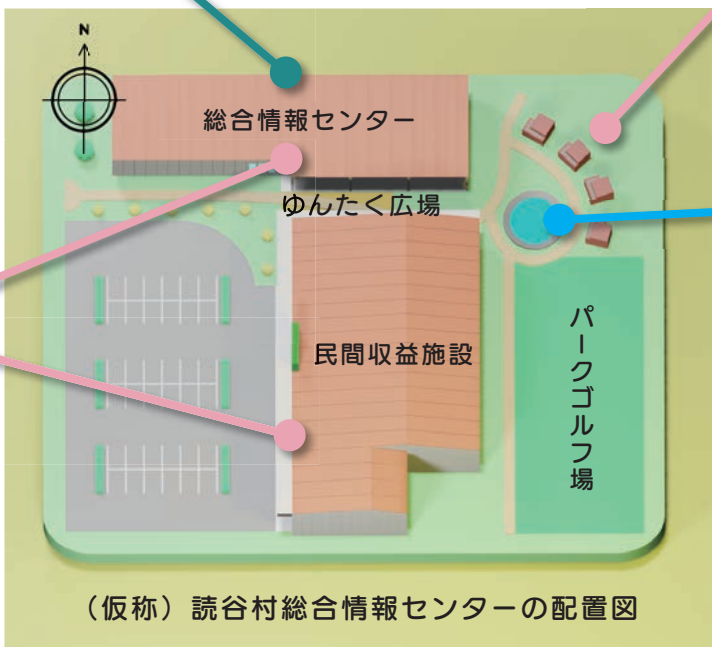 N
総合情報センター
ゆんたく広場
民間収益施設
パークゴルフ場
（仮称）読谷村総合情報センターの配置図